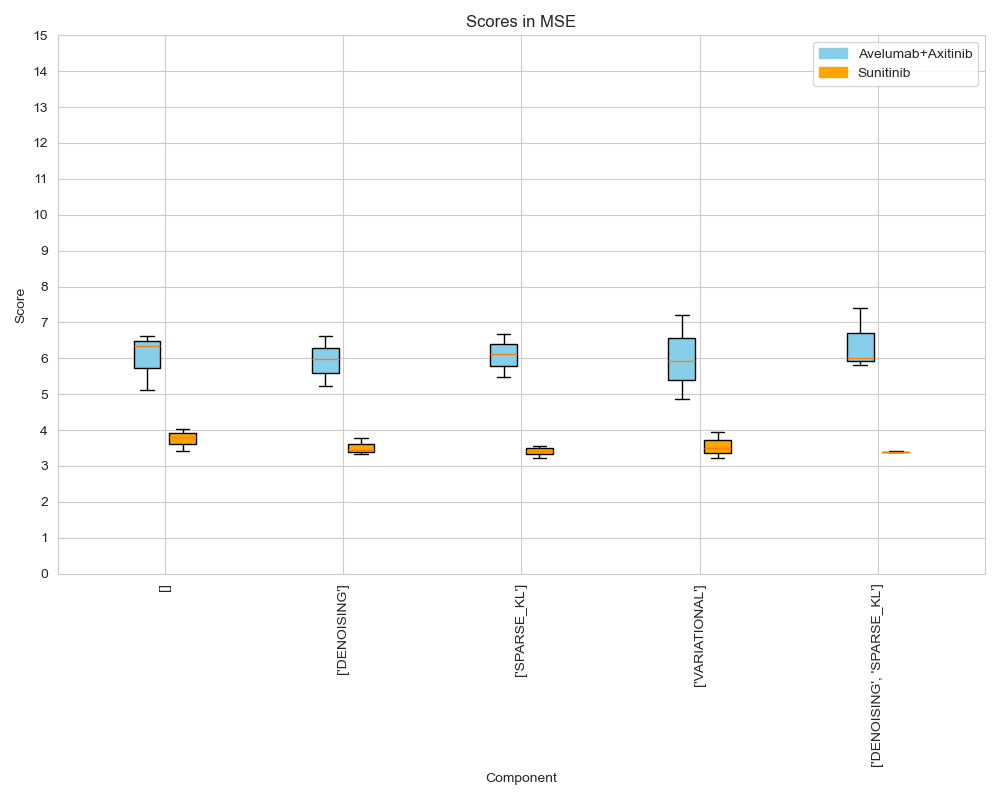 Scores in MSE
15
14
13
12
11
10
9
8
7
6
5
4
3
2
1
0
Score
Avelumab+Axitinib
Sunitinib
[]
['DENOISING']
['SPARSE_KL']
['VARIATIONAL']
['DENOISING', 'SPARSE_KL']
Component